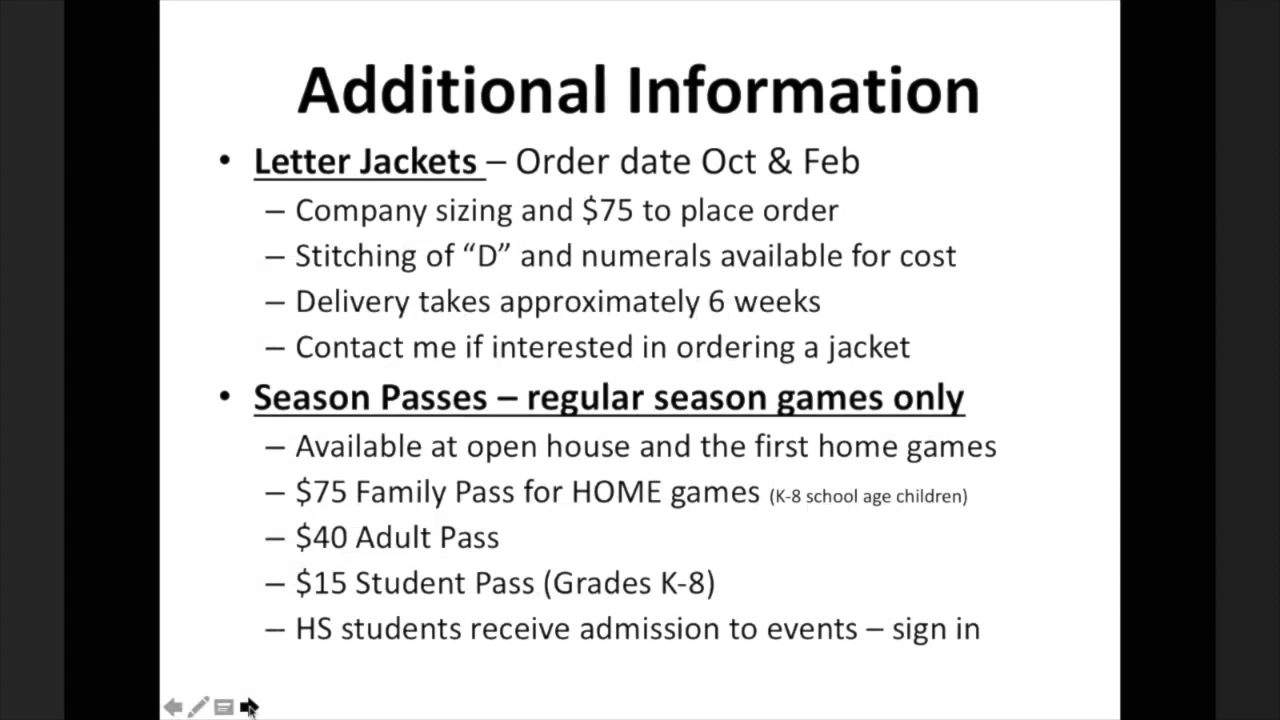 Additional Information
• Letter Jackets – Order date Oct & Feb
– Company sizing and $75 to place order
– Stitching of “D” and numerals available for cost
– Delivery takes approximately 6 weeks
– Contact me if interested in ordering a jacket
• Season Passes – regular season games only
– Available at open house and the first home games
– $75 Family Pass for HOME games (K-8 school age children)
– $40 Adult Pass
– $15 Student Pass (Grades K-8)
– HS students receive admission to events – sign in